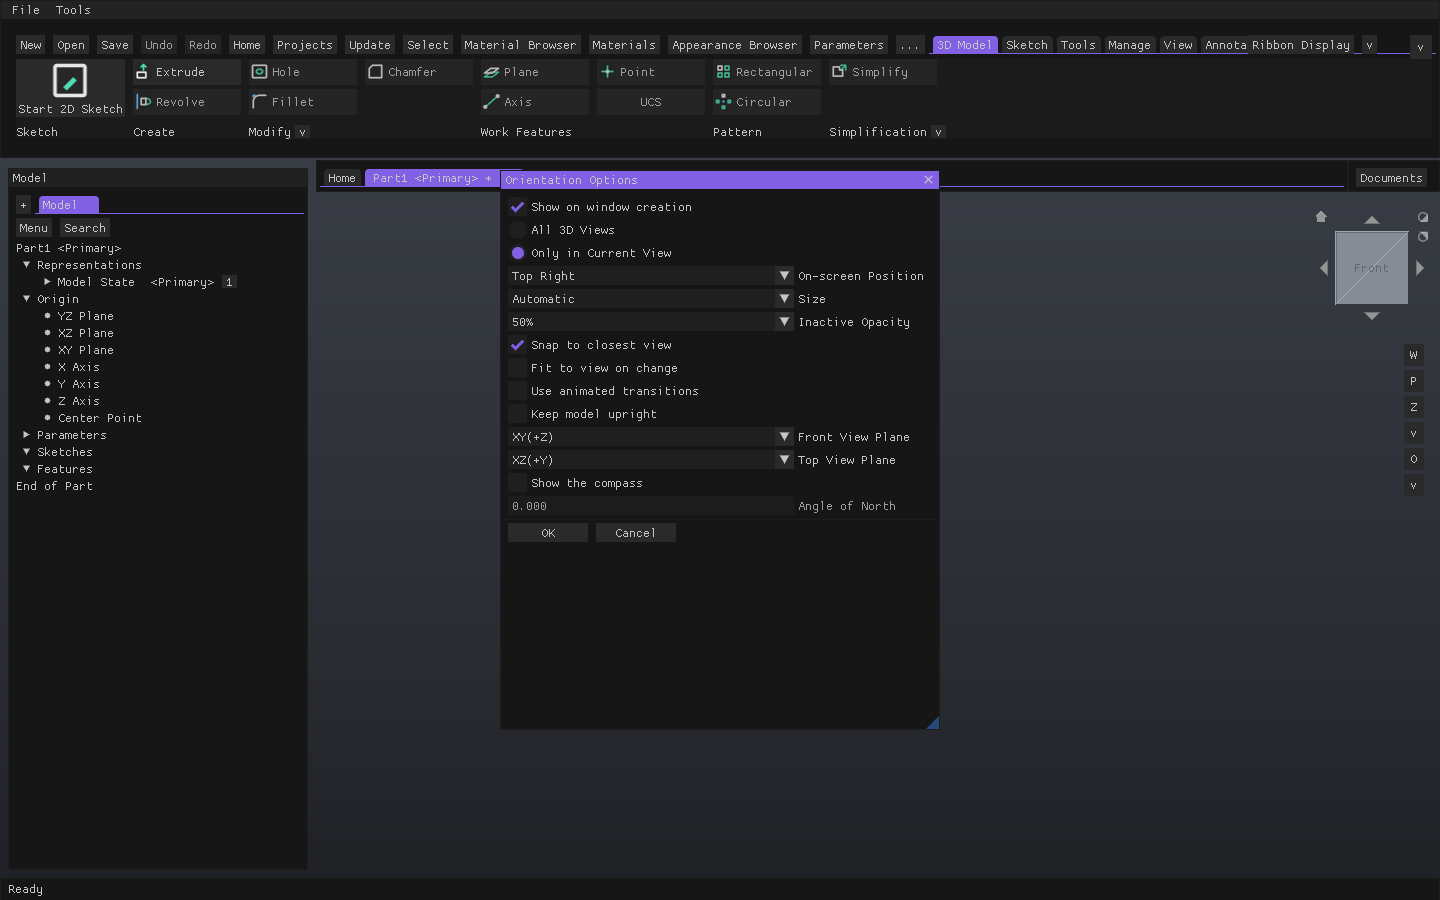 File Tools
New Open Save Undo Redo Home Projects Update Select Material Browser Materials Appearance Browser Parameters ... 3D Model Sketch Tools Manage View Annota Ribbon Display v v
Extrude Hole Chamfer Plane Point Rectangular Simplify
Start 2D Sketch Revolve Fillet Axis UCS Circular
Sketch Create Modify v Work Features Pattern Simplification v
Model
+ Model
Menu Search
Part1 <Primary>
Representations
Model State <Primary> 1
Origin
YZ Plane
XZ Plane
XY Plane
X Axis
Y Axis
Z Axis
Center Point
Parameters
Sketches
Features
End of Part
Home Part1 <Primary> * Documents
Orientation Options
Show on window creation
All 3D Views
Only in Current View
Top Right On-screen Position
Automatic Size
50% Inactive Opacity
Snap to closest view
Fit to view on change
Use animated transitions
Keep model upright
XY(+Z) Front View Plane
XZ(+Y) Top View Plane
Show the compass
0.000 Angle of North
OK Cancel
Front
W
P
Z
v
O
v
Ready